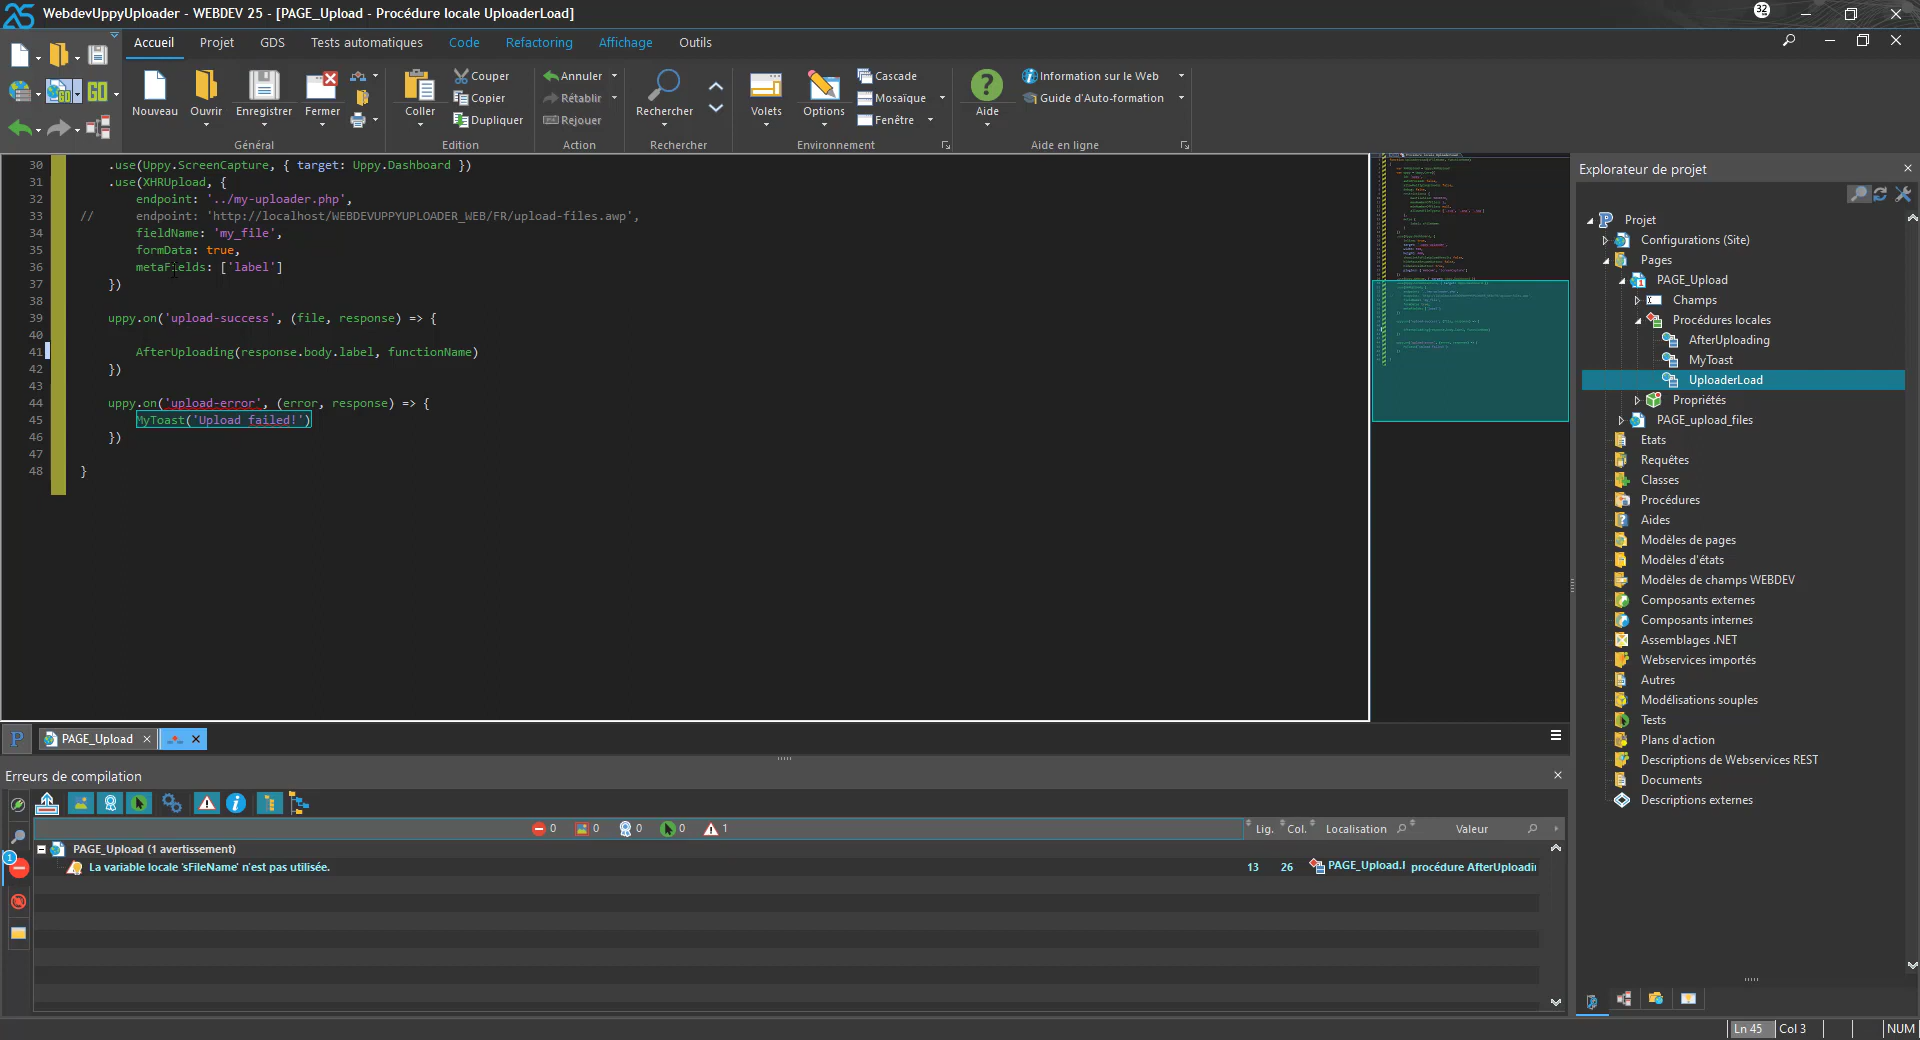 WebdevUppyUploader - WEBDEV 25 - [PAGE_Upload - Procédure locale UploaderLoad]
32
Accueil Projet GDS Tests automatiques Code Refactoring Affichage Outils
Nouveau Ouvrir Enregistrer Fermer
Général
Coller Couper Copier Dupliquer
Edition
Annuler Rétablir Rejouer
Action
Rechercher
Rechercher
Volets Options Cascade Mosaïque Fenêtre
Environnement
Aide Information sur le Web Guide d'Auto-formation
Aide en ligne
30 .use(Uppy.ScreenCapture, { target: Uppy.Dashboard })
31 .use(XHRUpload, {
32 endpoint: '../my-uploader.php',
33 // endpoint: 'http://localhost/WEBDEVUPPYUPLOADER_WEB/FR/upload-files.awp',
34 fieldName: 'my_file',
35 formData: true,
36 metaFields: ['label']
37 })
38
39 uppy.on('upload-success', (file, response) => {
40
41 AfterUploading(response.body.label, functionName)
42 })
43
44 uppy.on('upload-error', (error, response) => {
45 MyToast('Upload failed!')
46 })
47
48 }
Explorateur de projet
Projet
Configurations (Site)
Pages
PAGE_Upload
Champs
Procédures locales
AfterUploading
MyToast
UploaderLoad
Propriétés
PAGE_upload_files
Etats
Requêtes
Classes
Procédures
Aides
Modèles de pages
Modèles d'états
Modèles de champs WEBDEV
Composants externes
Composants internes
Assemblages .NET
Webservices importés
Autres
Modélisations souples
Tests
Plans d'action
Descriptions de Webservices REST
Documents
Descriptions externes
PAGE_Upload
Erreurs de compilation
0 0 0 0 1 Lig. Col. Localisation Valeur
PAGE_Upload (1 avertissement)
La variable locale 'sFileName' n'est pas utilisée. 13 26 PAGE_Upload.I procédure AfterUploadin
1
Ln 45 Col 3 NUM